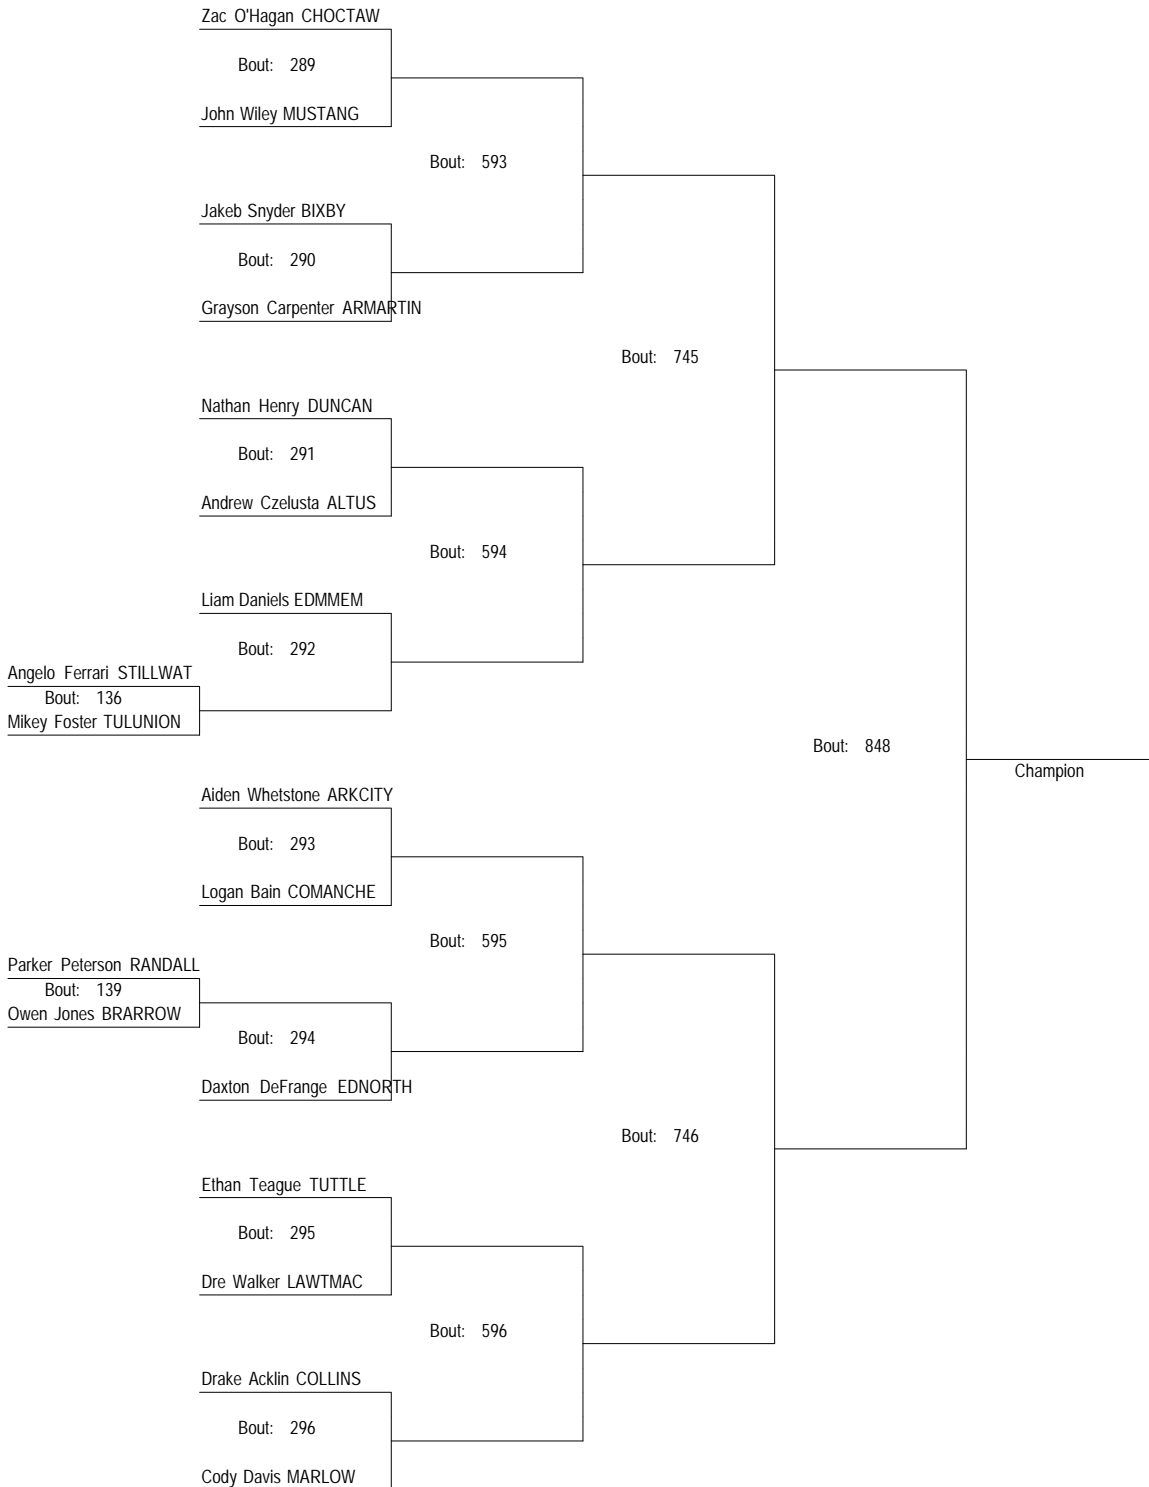 Zac O'Hagan CHOCTAW
Bout: 289
John Wiley MUSTANG
Bout: 593
Jakeb Snyder BIXBY
Bout: 290
Grayson Carpenter ARMARTIN
Bout: 745
Nathan Henry DUNCAN
Bout: 291
Andrew Czelusta ALTUS
Bout: 594
Liam Daniels EDMMEM
Bout: 292
Angelo Ferrari STILLWAT
Bout: 136
Mikey Foster TULUNION
Bout: 848
Champion
Aiden Whetstone ARKCITY
Bout: 293
Logan Bain COMANCHE
Bout: 595
Parker Peterson RANDALL
Bout: 139
Owen Jones BRARROW
Bout: 294
Daxton DeFrange EDNORTH
Bout: 746
Ethan Teague TUTTLE
Bout: 295
Dre Walker LAWTMAC
Bout: 596
Drake Acklin COLLINS
Bout: 296
Cody Davis MARLOW